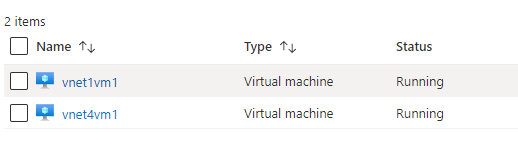 2 items
Name ↑↓ Type ↑↓ Status
vnet1vm1 Virtual machine Running
vnet4vm1 Virtual machine Running